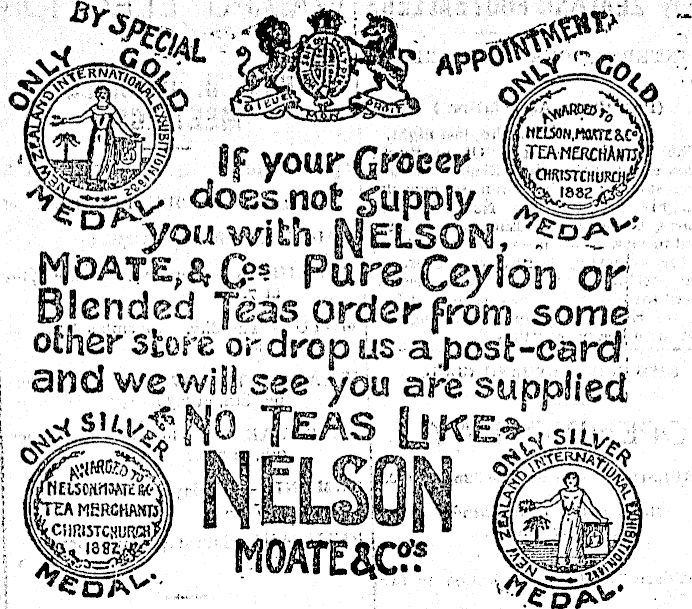 BY SPECIAL APPOINTMENT.
ONLY GOLD MEDAL.
NEW ZEALAND INTERNATIONAL EXHIBITION 1882
DIEU ET MON DROIT
ONLY GOLD MEDAL.
AWARDED TO
NELSON, MOATE & Co
TEA MERCHANTS
CHRISTCHURCH
1882
If your Grocer
does not supply
you with NELSON,
MOATE, & Cos Pure Ceylon or
Blended Teas order from some
other store or drop us a post-card
and we will see you are supplied
NO TEAS LIKE
NELSON
MOATE & Co's.
ONLY SILVER MEDAL.
AWARDED TO
NELSON MOATE & Co
TEA MERCHANTS
CHRISTCHURCH
1882
ONLY SILVER MEDAL.
NEW ZEALAND INTERNATIONAL EXHIBITION 1882